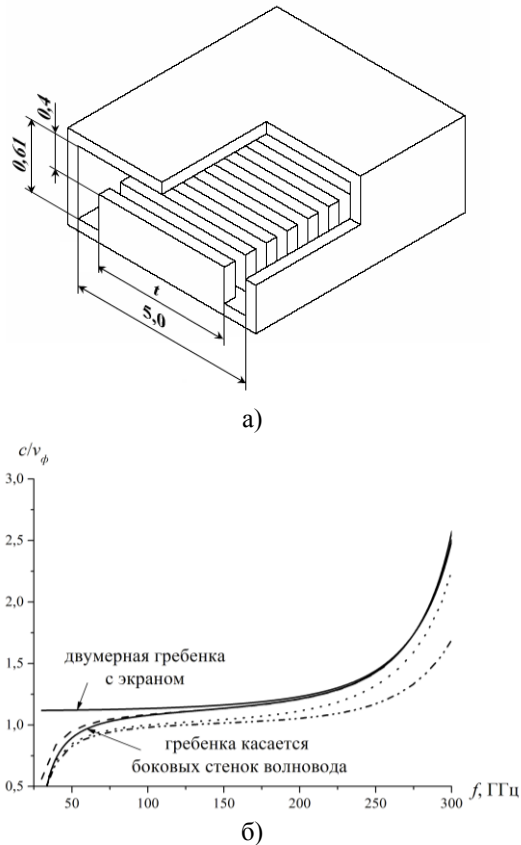 0,4
0,61
t
5,0
а)
c/vф
3,0
2,5
2,0
1,5
1,0
0,5
двумерная гребенка
с экраном
гребенка касается
боковых стенок волновода
50
100
150
200
250
300
f, ГГц
б)